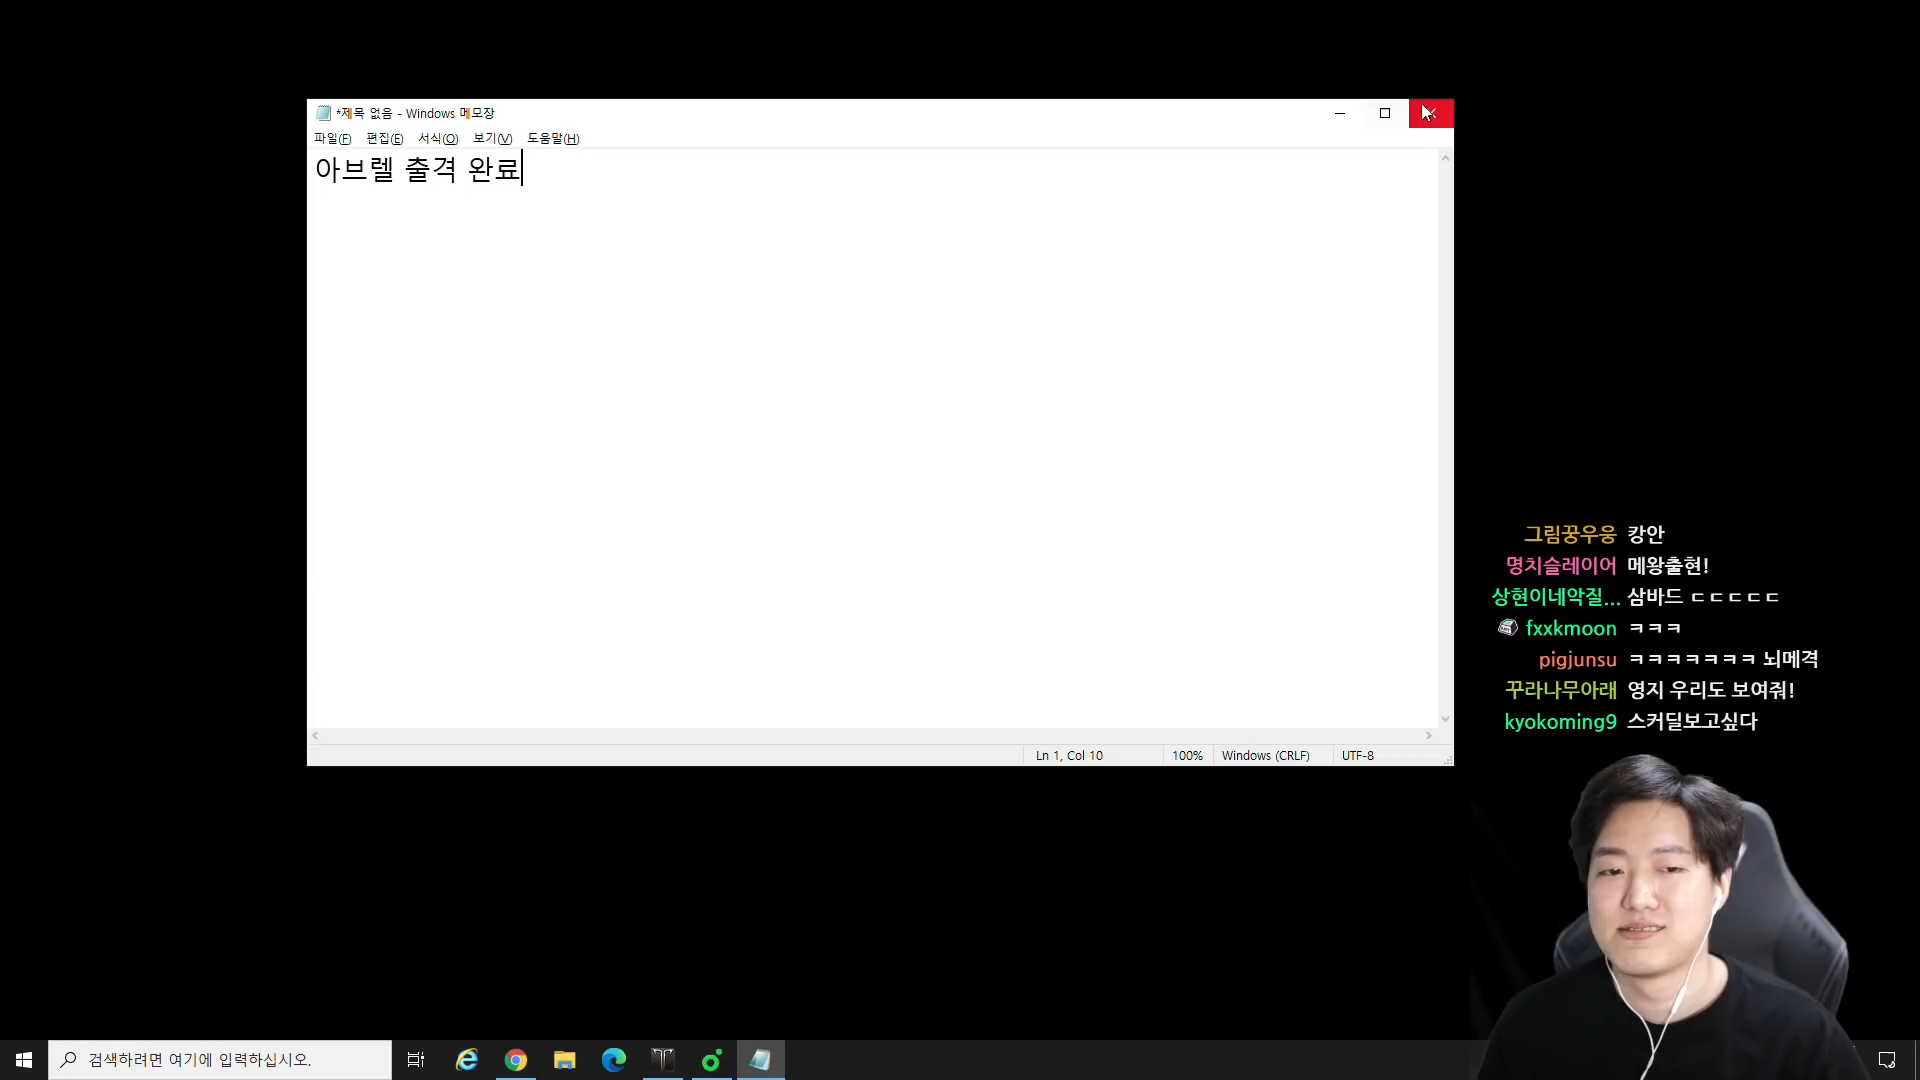 *제목 없음 - Windows 메모장
파일(F) 편집(E) 서식(O) 보기(V) 도움말(H)
아브렐 출격 완료
Ln 1, Col 10 100% Windows (CRLF) UTF-8
그림꿍우웅 캉안
명치슬레이어 메왕출현!
상현이네악질... 삼바드 ㄷㄷㄷㄷㄷ
fxxkmoon ㅋㅋㅋ
pigjunsu ㅋㅋㅋㅋㅋㅋㅋ 뇌메격
꾸라나무아래 영지 우리도 보여줘!
kyokoming9 스커딜보고싶다
검색하려면 여기에 입력하십시오.